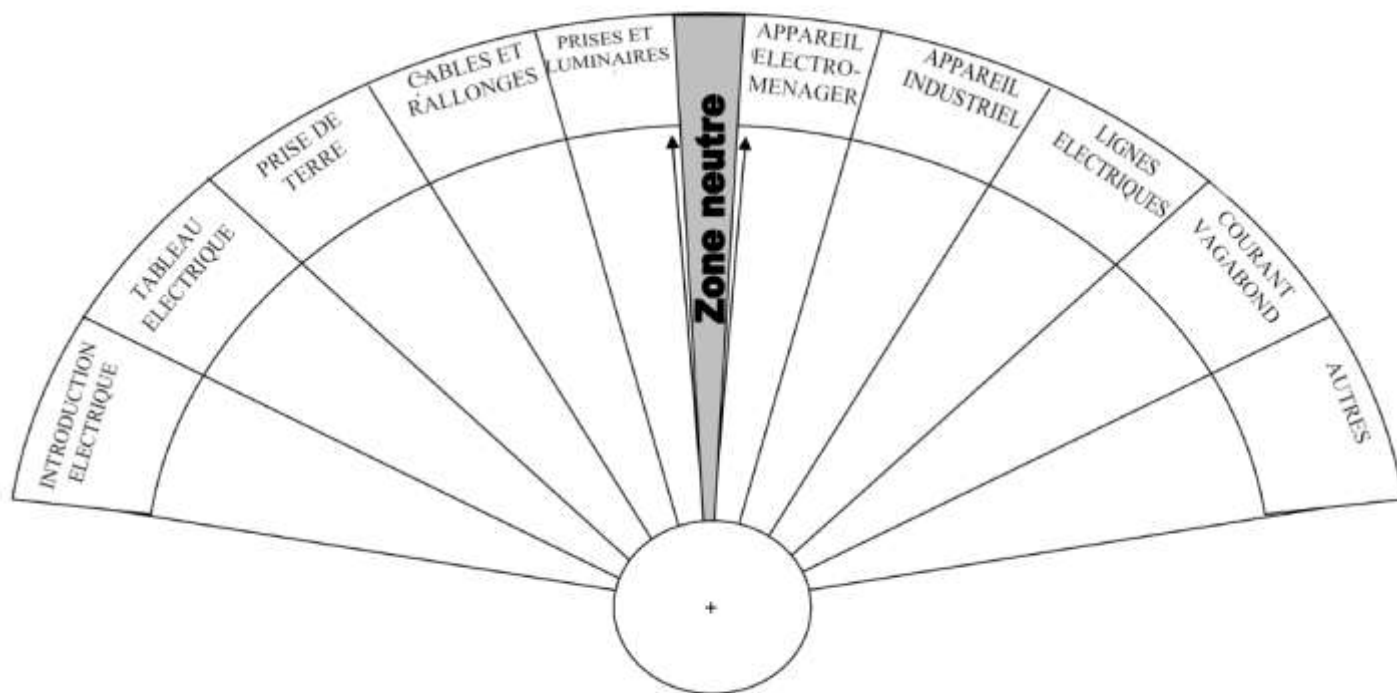 INTRODUCTION
ELECTRIQUE
TABLEAU
ELECTRIQUE
PRISE DE
TERRE
CABLES ET
RALLONGES
PRISES ET
LUMINAIRES
Zone neutre
APPAREIL
ELECTRO-
MENAGER
APPAREIL
INDUSTRIEL
LIGNES
ELECTRIQUES
COURANT
VAGABOND
AUTRES
+